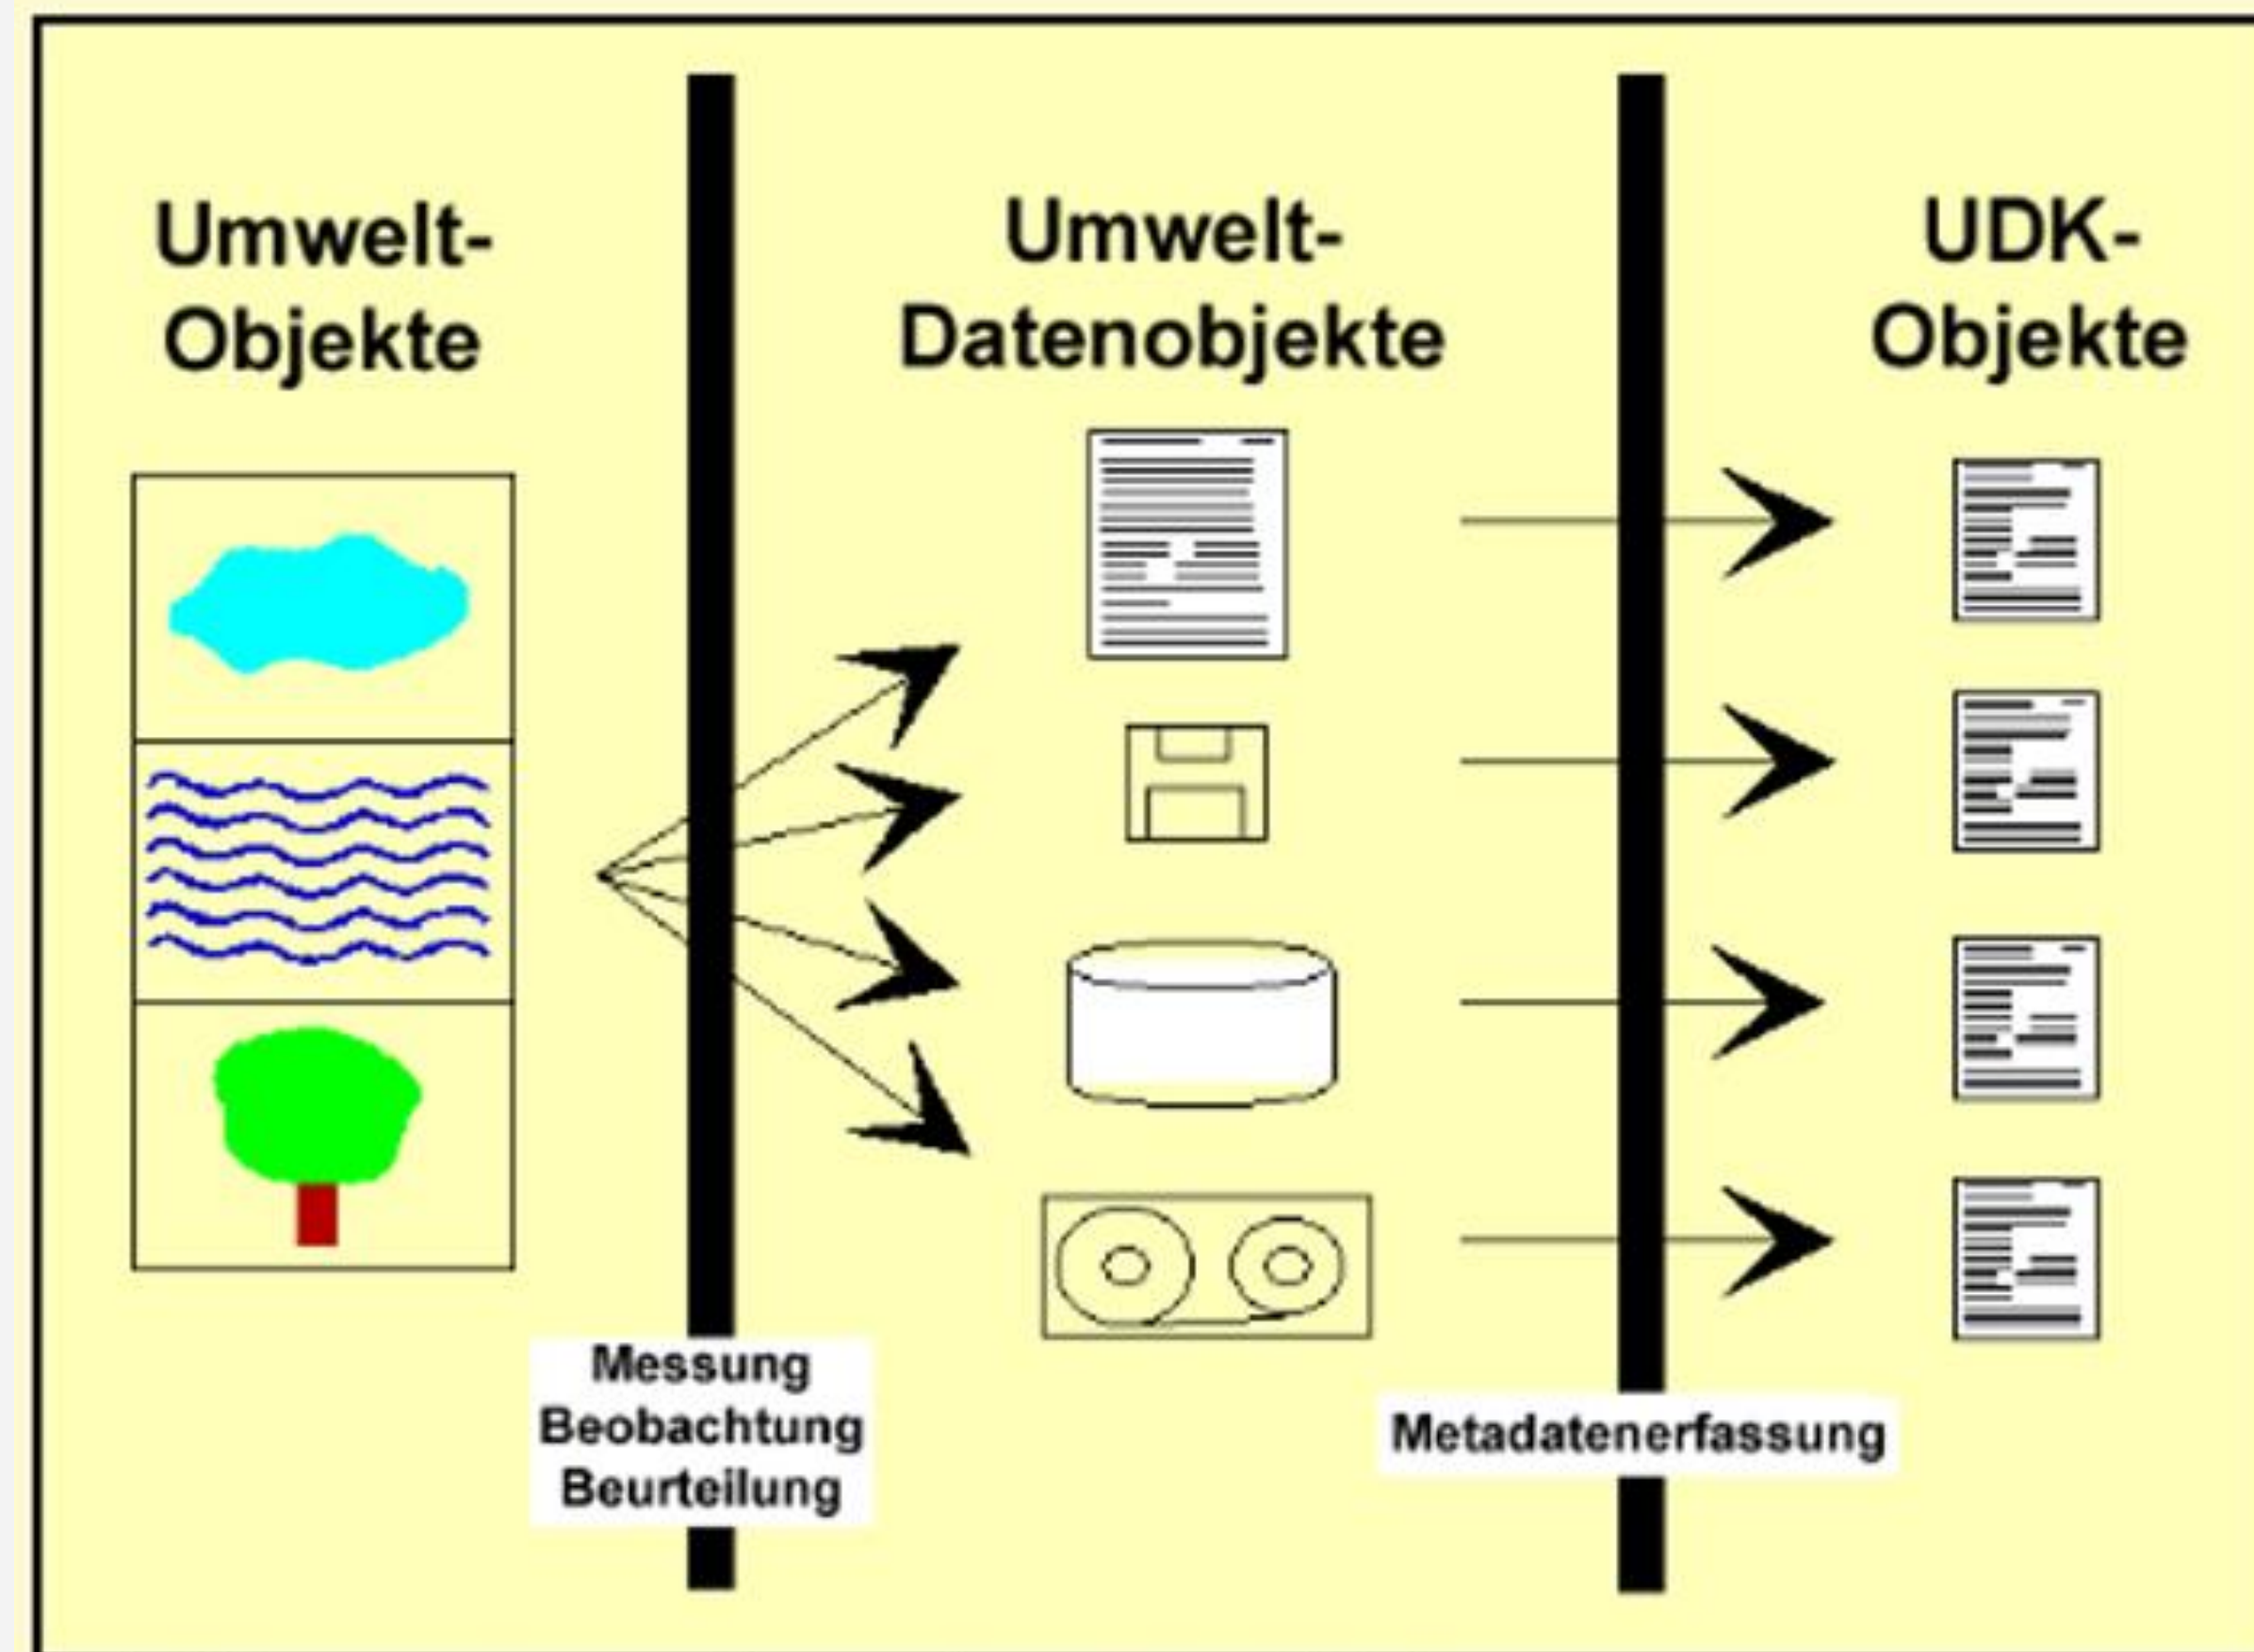 Umwelt-
Objekte
Umwelt-
Datenobjekte
UDK-
Objekte
Messung
Beobachtung
Beurteilung
Metadatenerfassung